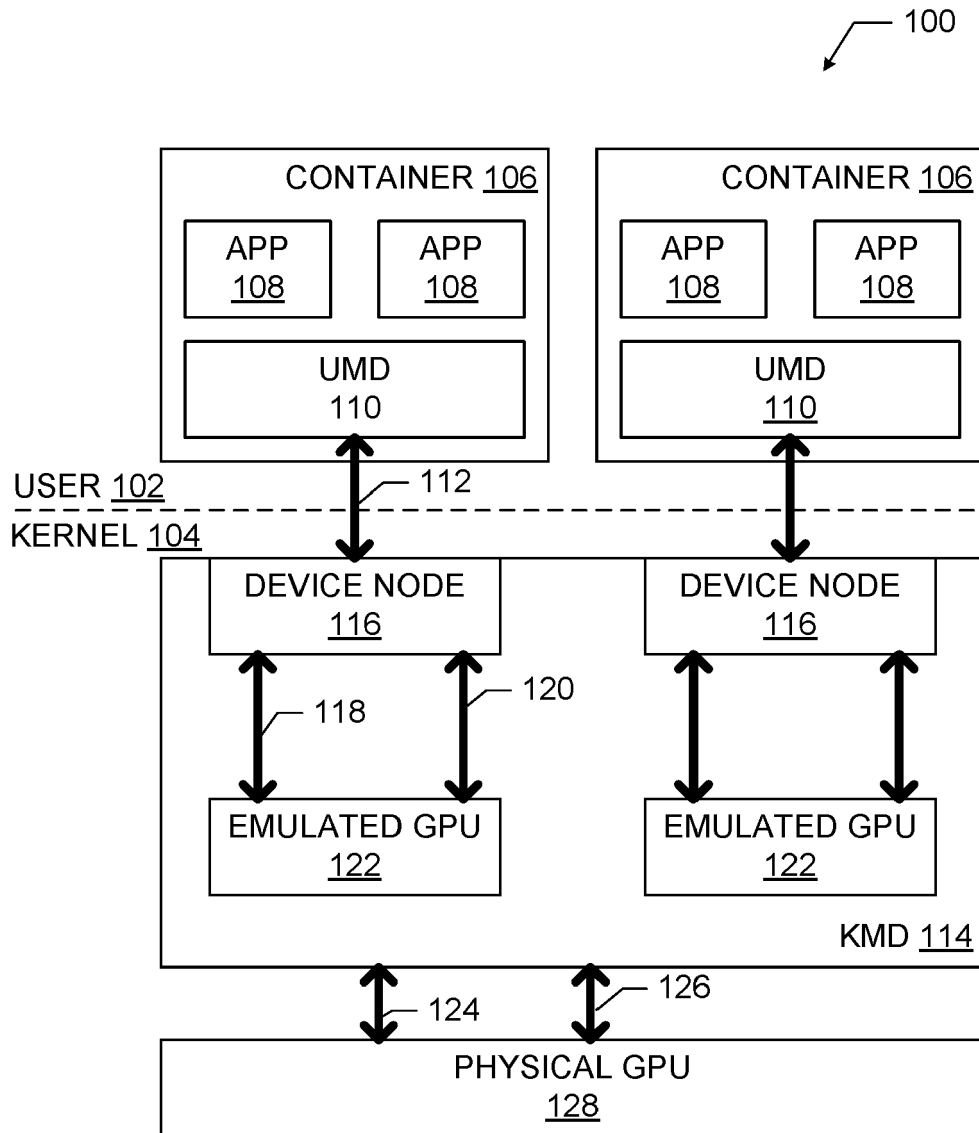 100
CONTAINER 106
CONTAINER 106
APP
108
APP
108
APP
108
APP
108
UMD
110
UMD
110
USER 102
112
KERNEL 104
DEVICE NODE
116
DEVICE NODE
116
118
120
EMULATED GPU
122
EMULATED GPU
122
KMD 114
124
126
PHYSICAL GPU
128